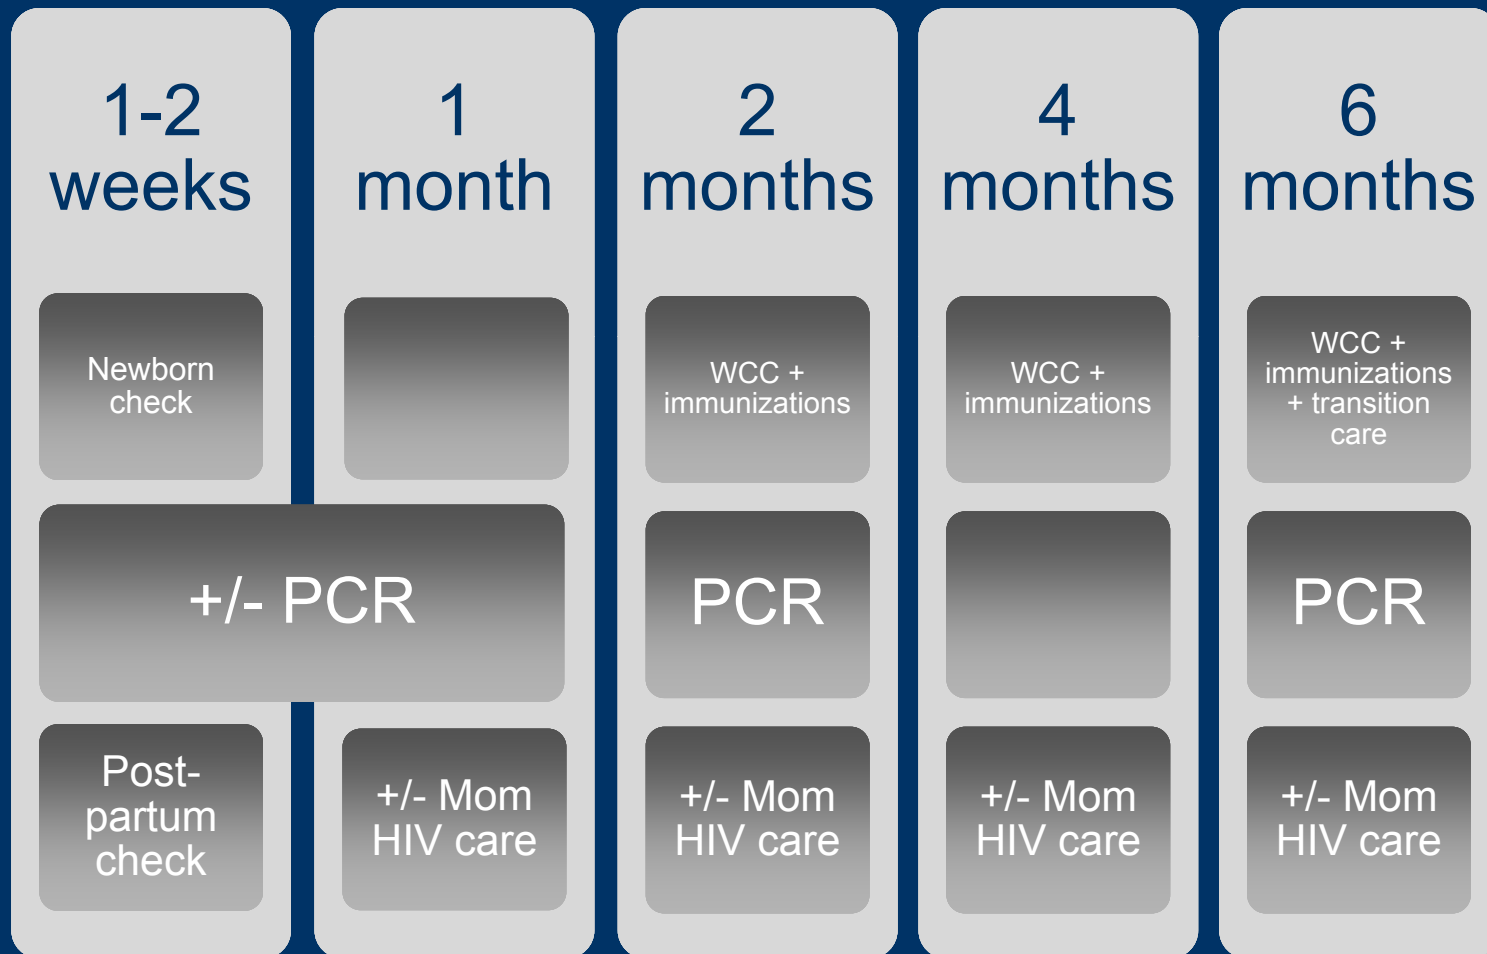 1-2
weeks
1
month
2
months
4
months
6
months
Newborn
check
WCC +
immunizations
WCC +
immunizations
WCC +
immunizations
+ transition
care
+/- PCR
PCR
PCR
Post-
partum
check
+/- Mom
HIV care
+/- Mom
HIV care
+/- Mom
HIV care
+/- Mom
HIV care